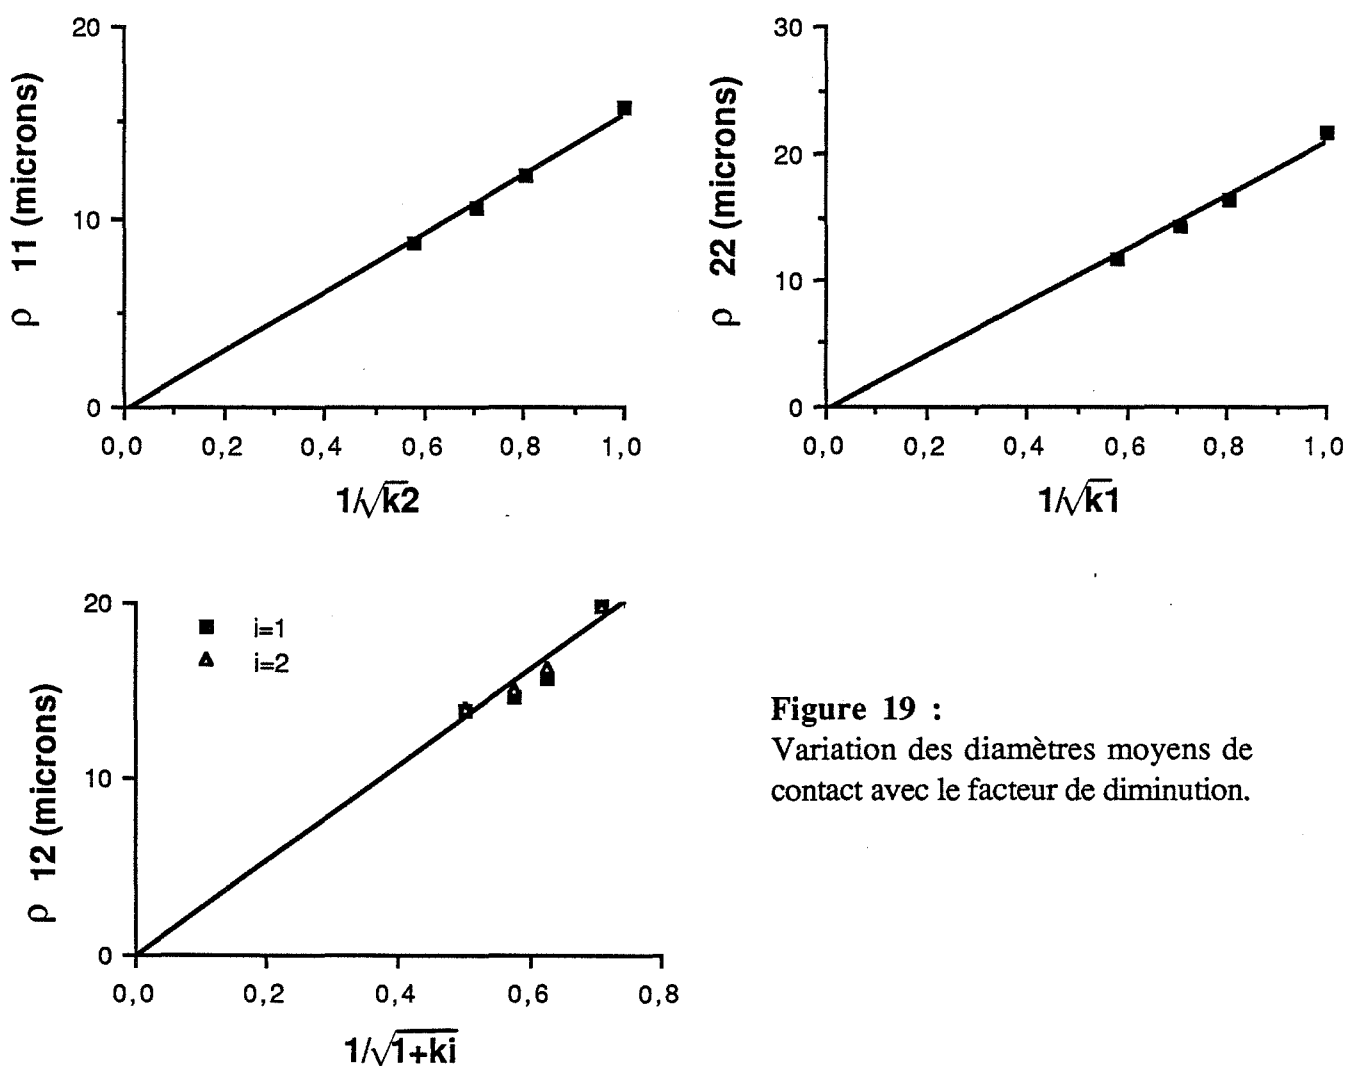 20
10
0
ρ 11 (microns)
0,0 0,2 0,4 0,6 0,8 1,0
1/√k2
30
20
10
0
ρ 22 (microns)
0,0 0,2 0,4 0,6 0,8 1,0
1/√k1
20
10
0
ρ 12 (microns)
i=1
i=2
0,0 0,2 0,4 0,6 0,8
1/√1+ki
Figure 19 :
Variation des diamètres moyens de
contact avec le facteur de diminution.